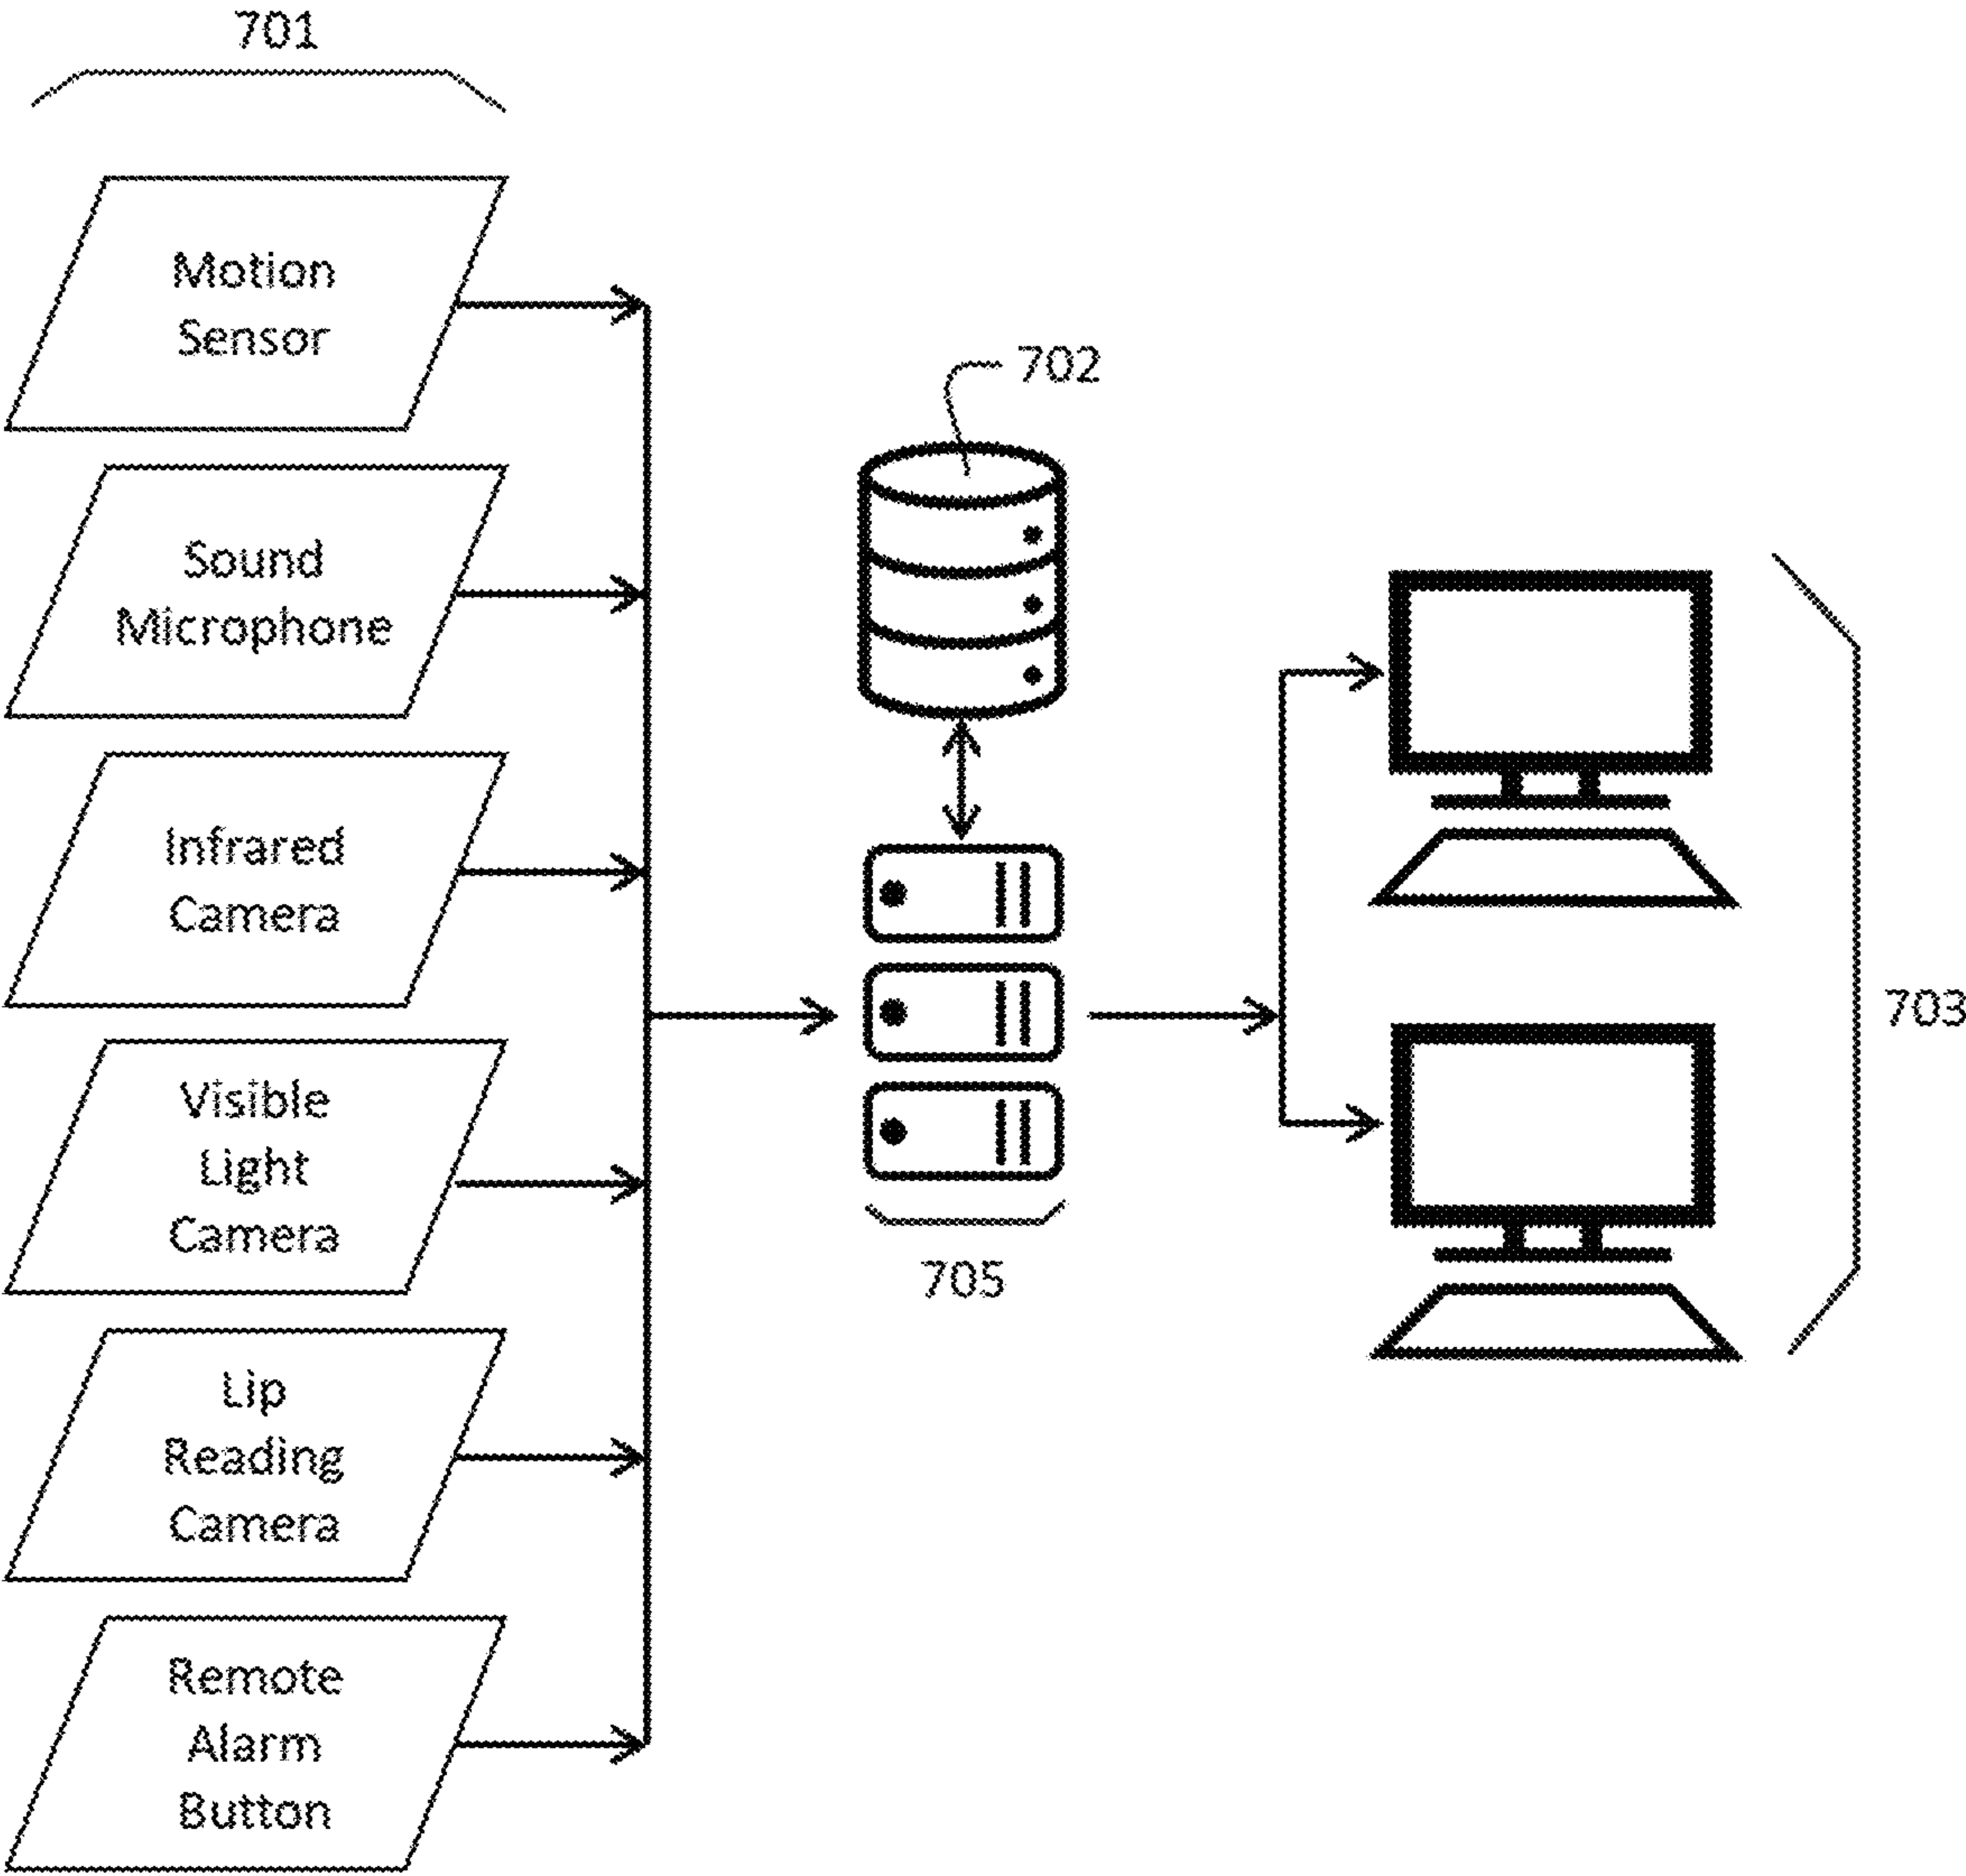 701
Motion
Sensor
702
Sound
Microphone
Infrared
Camera
703
Visible
Light
Camera
705
Lip
Reading
Camera
Remote
Alarm
Button